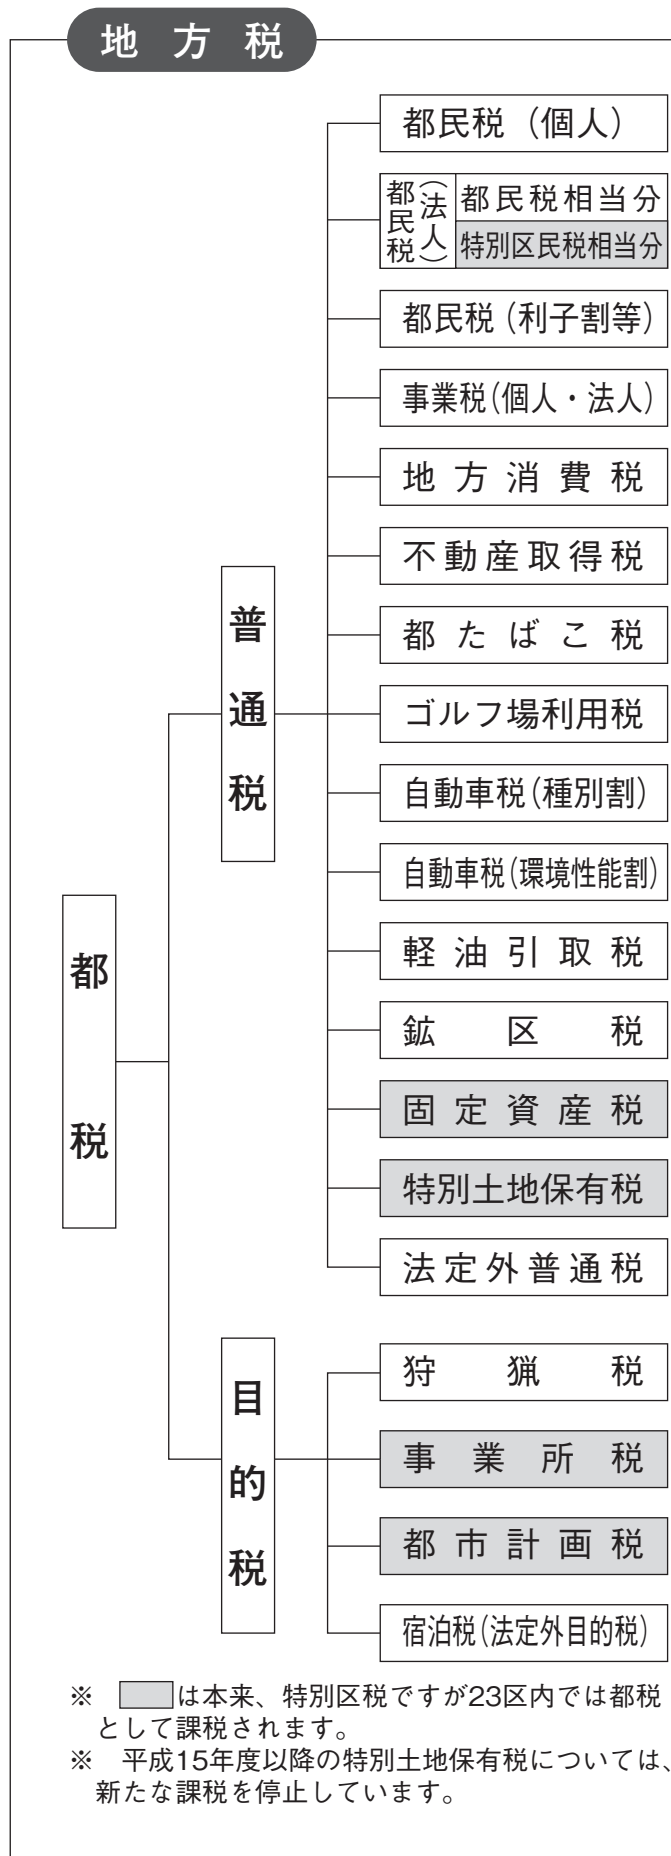 地方税
都民税（個人）
都民税（法人）
都民税相当分
特別区民税相当分
都民税（利子割等）
事業税（個人・法人）
地方消費税
不動産取得税
普通税
都たばこ税
ゴルフ場利用税
自動車税（種別割）
自動車税（環境性能割）
都税
軽油引取税
鉱区税
固定資産税
特別土地保有税
法定外普通税
目的税
狩猟税
事業所税
都市計画税
宿泊税（法定外目的税）
※　は本来、特別区税ですが23区内では都税
として課税されます。
※　平成15年度以降の特別土地保有税については、
新たな課税を停止しています。